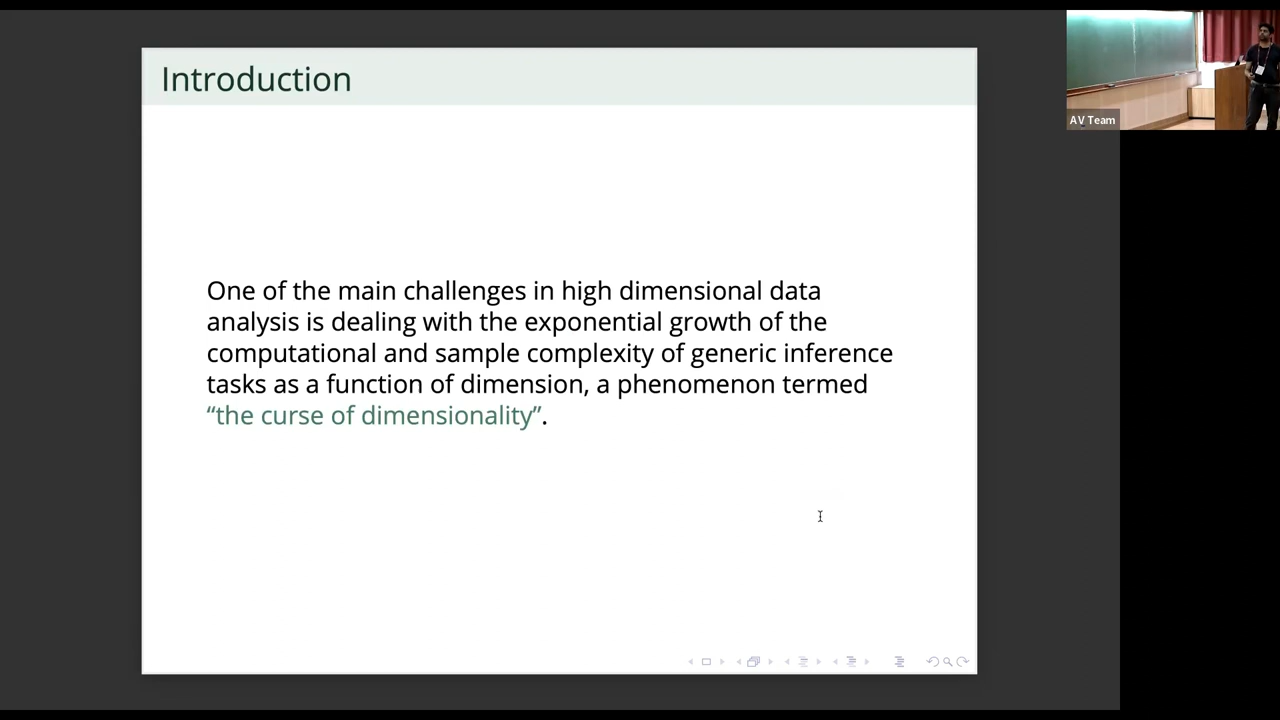 Introduction
One of the main challenges in high dimensional data
analysis is dealing with the exponential growth of the
computational and sample complexity of generic inference
tasks as a function of dimension, a phenomenon termed
“the curse of dimensionality”.
AV Team